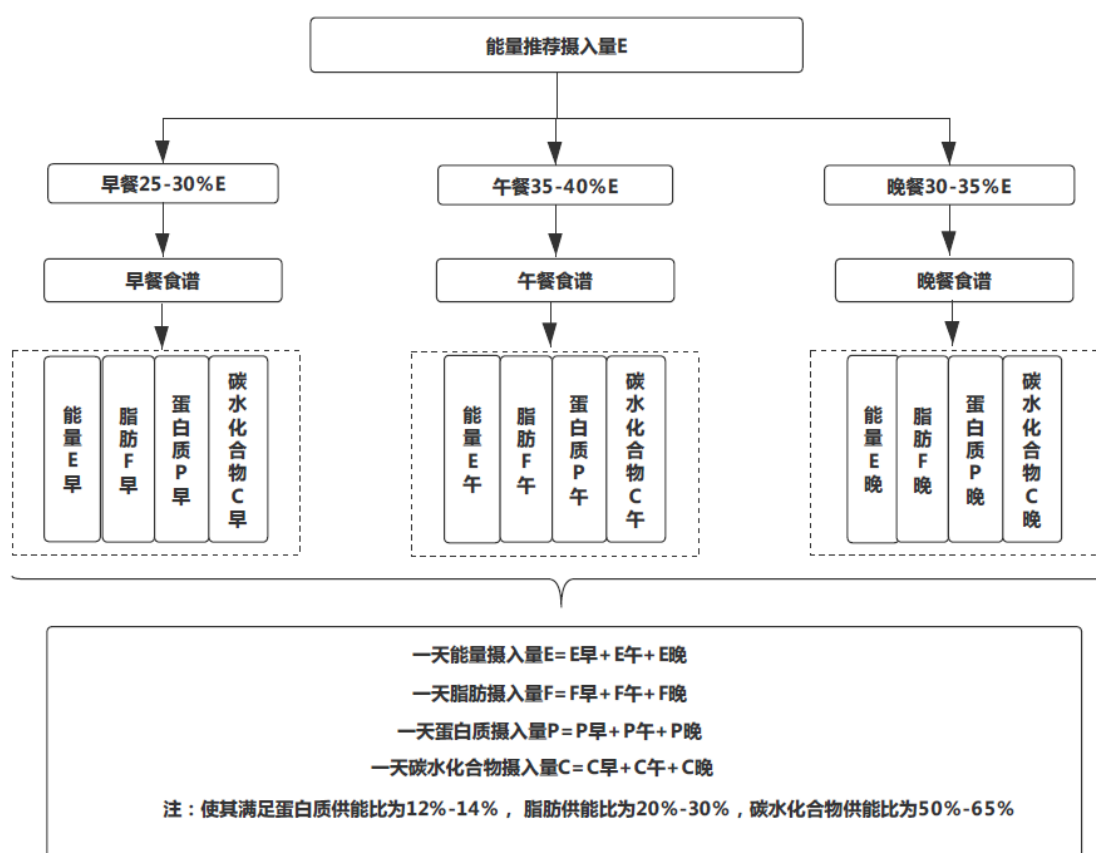 能量推荐摄入量E
早餐25-30%E
午餐35-40%E
晚餐30-35%E
早餐食谱
午餐食谱
晚餐食谱
能量E早
脂肪F早
蛋白质P早
碳水化合物C早
能量E午
脂肪F午
蛋白质P午
碳水化合物C午
能量E晚
脂肪F晚
蛋白质P晚
碳水化合物C晚
一天能量摄入量E=E早+E午+E晚
一天脂肪摄入量F=F早+F午+F晚
一天蛋白质摄入量P=P早+P午+P晚
一天碳水化合物摄入量C=C早+C午+C晚
注：使其满足蛋白质供能比为12%-14%，脂肪供能比为20%-30%，碳水化合物供能比为50%-65%